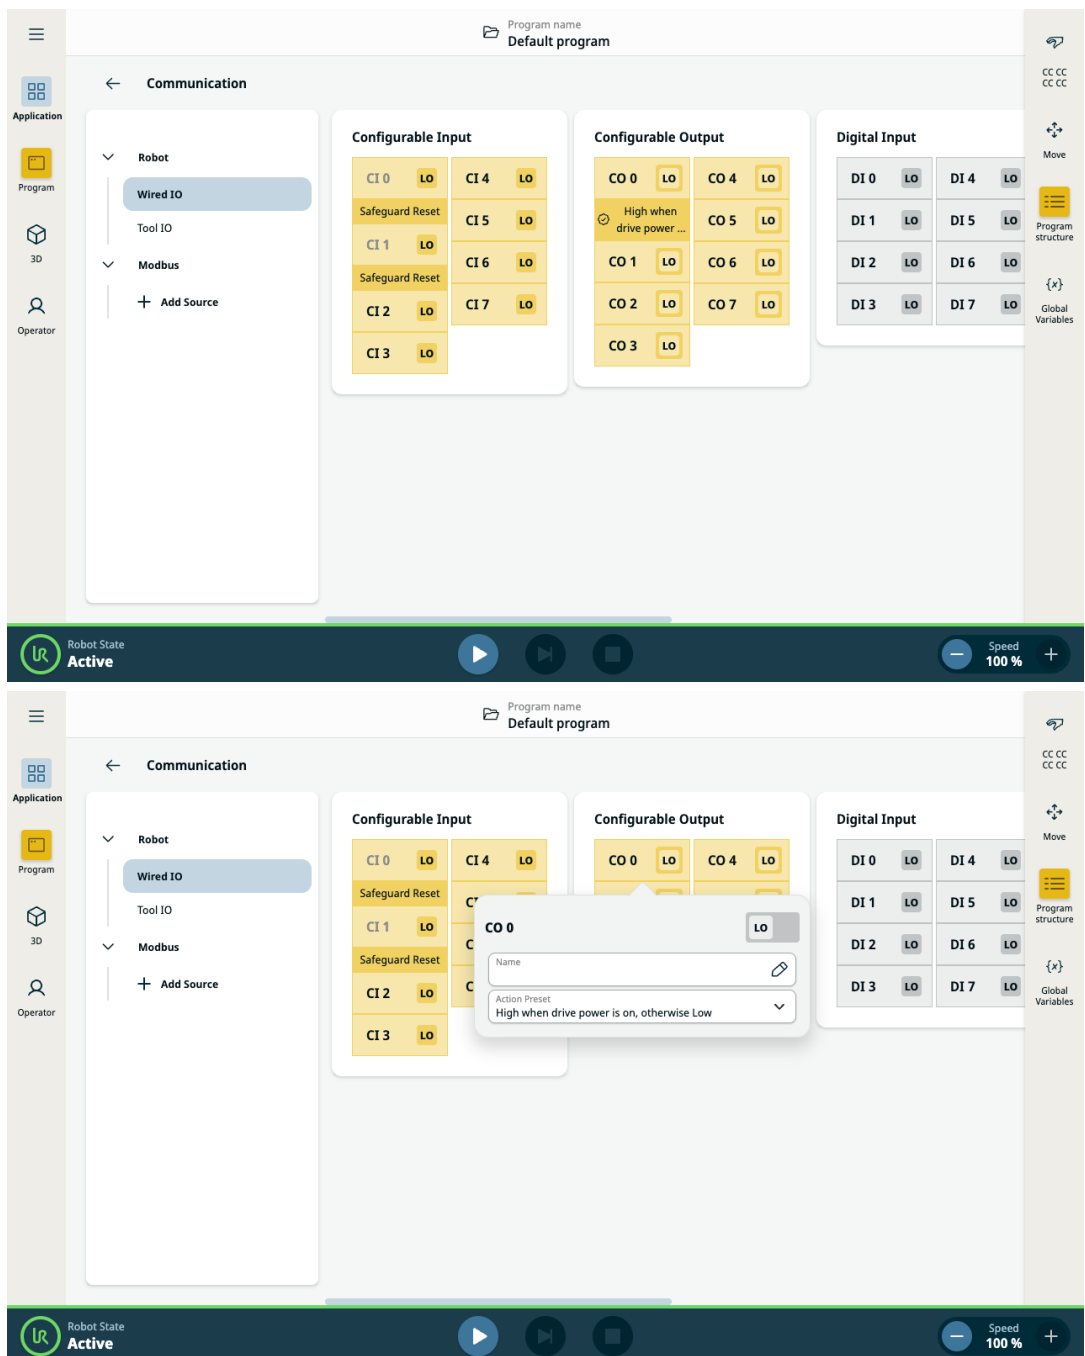 Program name
Default program
Application
Program
3D
Operator
Communication
Robot
Wired IO
Tool IO
Modbus
Add Source
Configurable Input
CI 0 LO
Safeguard Reset
CI 1 LO
Safeguard Reset
CI 2 LO
CI 3 LO
CI 4 LO
CI 5 LO
CI 6 LO
CI 7 LO
Configurable Output
CO 0 LO
High when
drive power ...
CO 1 LO
CO 2 LO
CO 3 LO
CO 4 LO
CO 5 LO
CO 6 LO
CO 7 LO
Digital Input
DI 0 LO
DI 1 LO
DI 2 LO
DI 3 LO
DI 4 LO
DI 5 LO
DI 6 LO
DI 7 LO
CC CC
CC CC
Move
Program
structure
{x}
Global
Variables
Robot State
Active
Speed
100 %
Program name
Default program
Application
Program
3D
Operator
Communication
Robot
Wired IO
Tool IO
Modbus
Add Source
Configurable Input
CI 0 LO
Safeguard Reset
CI 1 LO
Safeguard Reset
CI 2 LO
CI 3 LO
CI 4 LO
Configurable Output
CO 0 LO
CO 4 LO
CO 0
LO
Name
Action Preset
High when drive power is on, otherwise Low
Digital Input
DI 0 LO
DI 1 LO
DI 2 LO
DI 3 LO
DI 4 LO
DI 5 LO
DI 6 LO
DI 7 LO
CC CC
CC CC
Move
Program
structure
{x}
Global
Variables
Robot State
Active
Speed
100 %